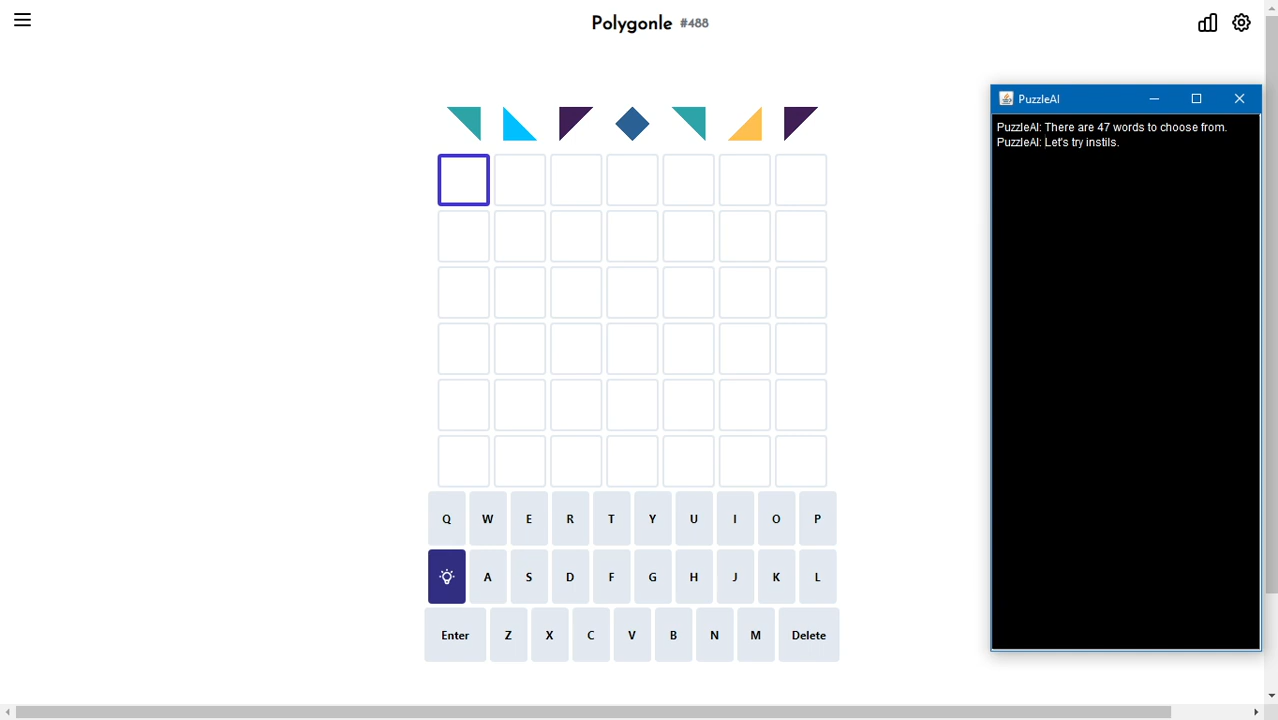 Polygonle #488
PuzzleAI
PuzzleAI: There are 47 words to choose from.
PuzzleAI: Let's try instils.
Q W E R T Y U I O P
A S D F G H J K L
Enter Z X C V B N M Delete